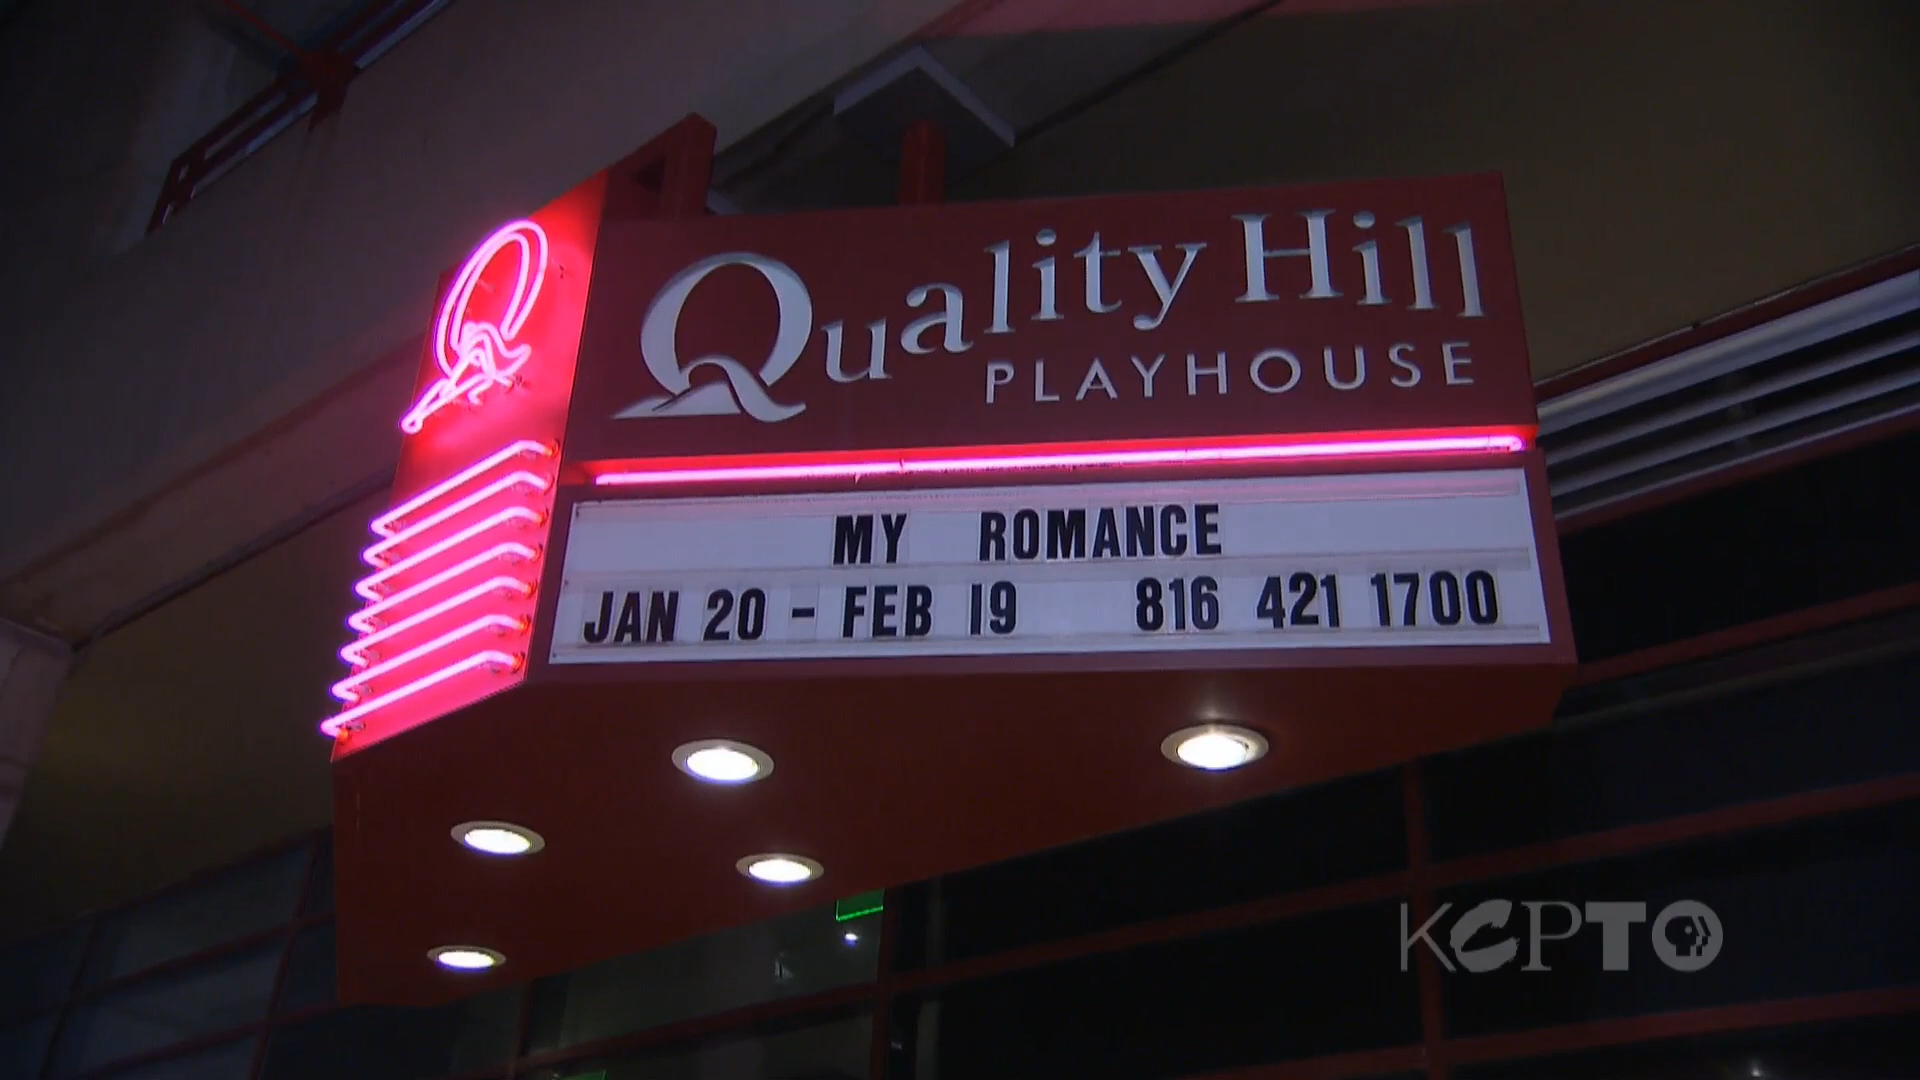 Q
Quality Hill
PLAYHOUSE
MY ROMANCE
JAN 20 - FEB 19 816 421 1700
KCPT